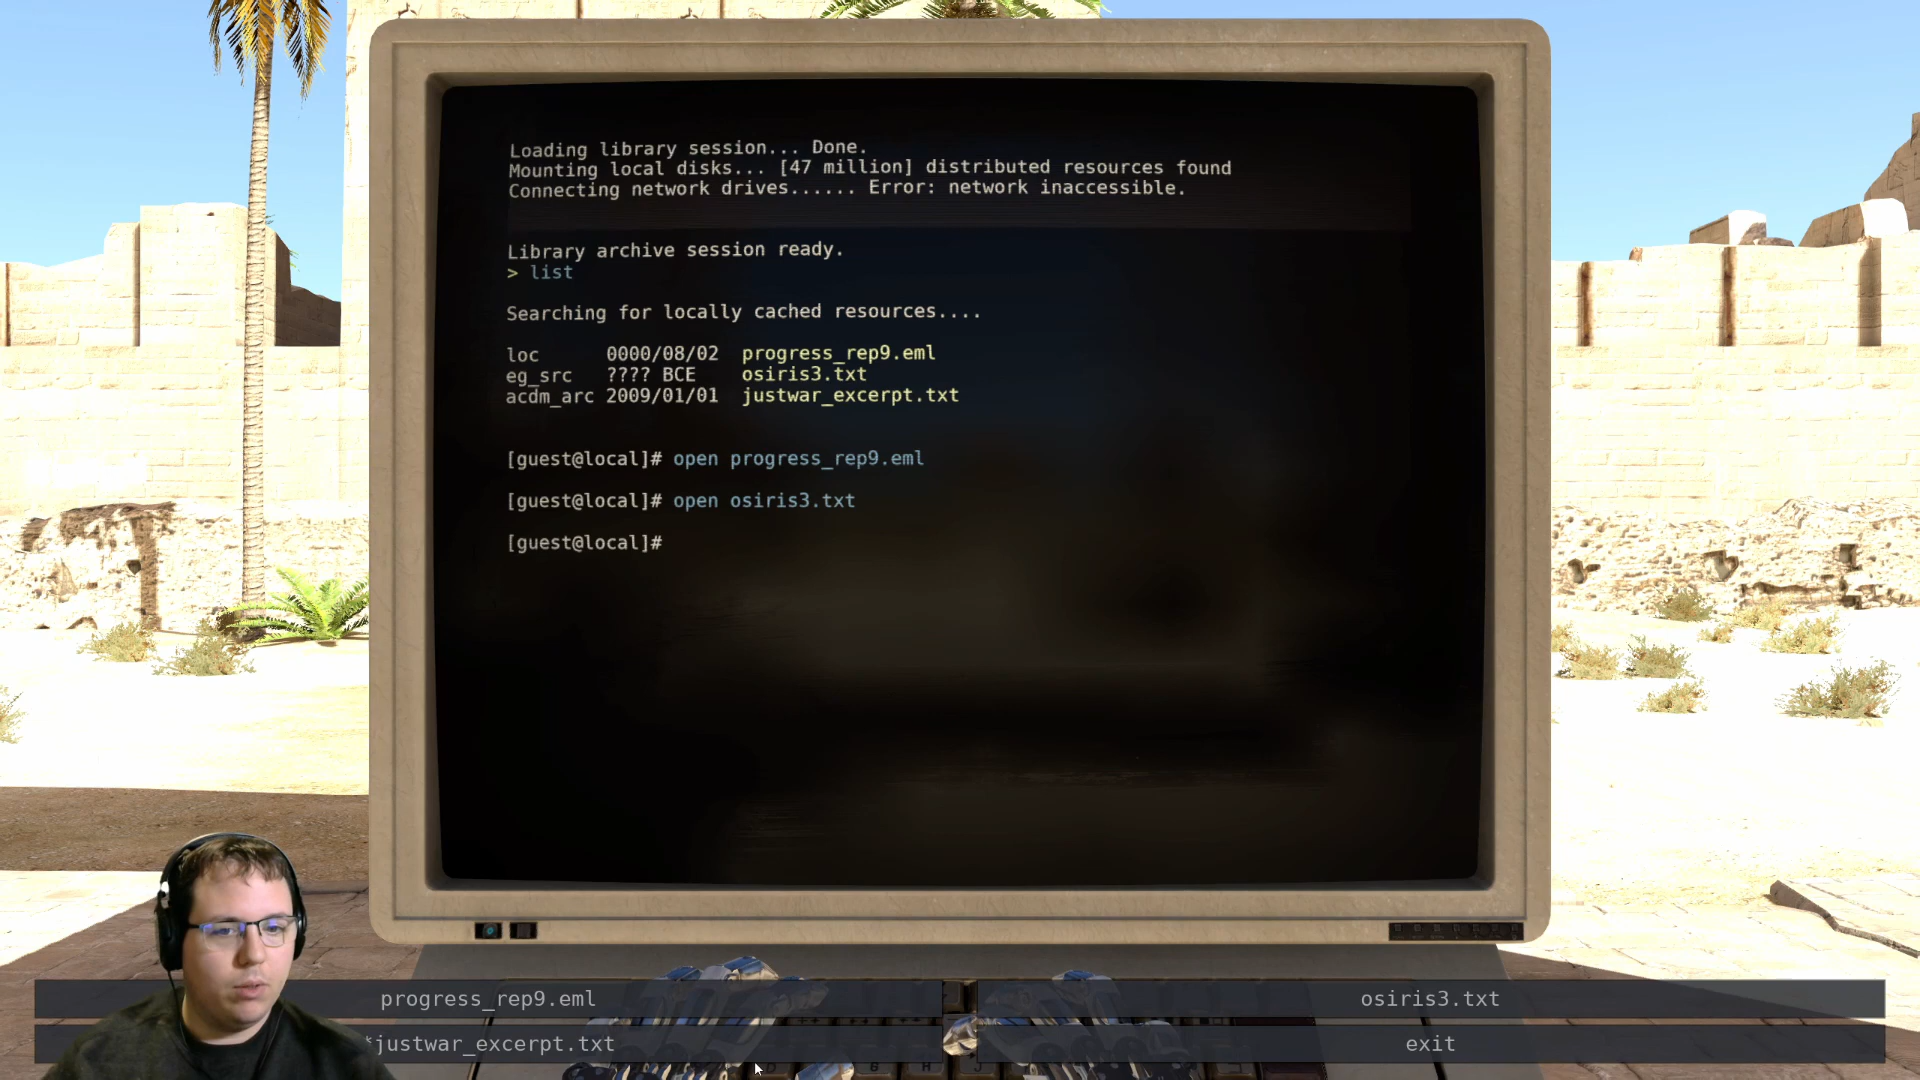 Loading library session... Done.
Mounting local disks... [47 million] distributed resources found
Connecting network drives...... Error: network inaccessible.
Library archive session ready.
> list
Searching for locally cached resources....
loc 0000/08/02 progress_rep9.eml
eg_src ???? BCE osiris3.txt
acdm_arc 2009/01/01 justwar_excerpt.txt
[guest@local]# open progress_rep9.eml
[guest@local]# open osiris3.txt
[guest@local]#
progress_rep9.eml osiris3.txt
*justwar_excerpt.txt exit